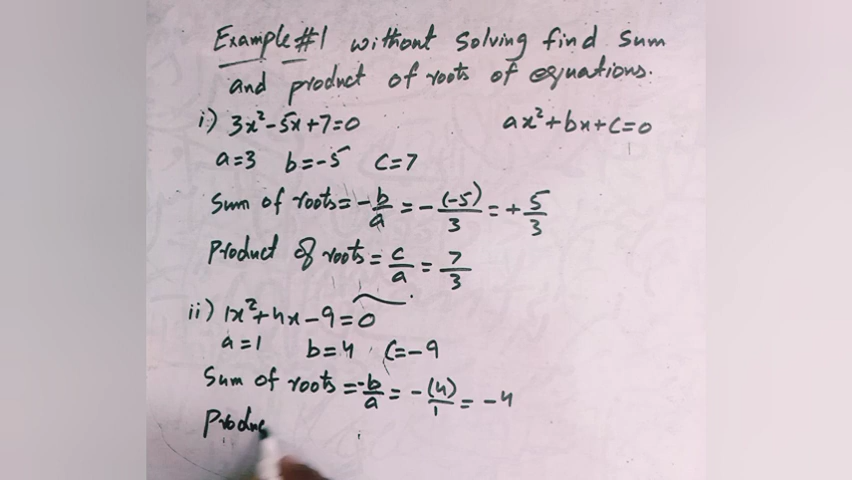 Example#1 without Solving find Sum
and product of roots of equations.
i) 3x²-5x+7=0 ax²+bx+c=0
a=3 b=-5 C=7
Sum of roots = -b/a = -(-5)/3 = +5/3
Product of roots = c/a = 7/3
ii) 1x²+4x-9=0
a=1 b=4 C=-9
Sum of roots = -b/a = -(4)/1 = -4
Produc